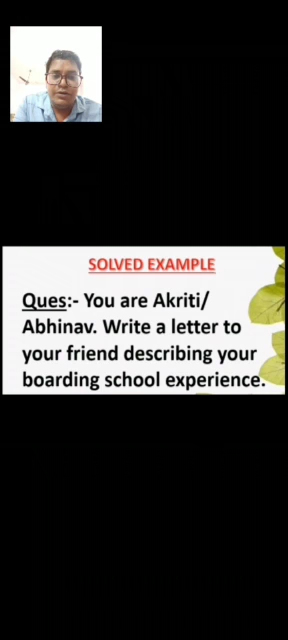 SOLVED EXAMPLE
Ques:- You are Akriti/
Abhinav. Write a letter to
your friend describing your
boarding school experience.